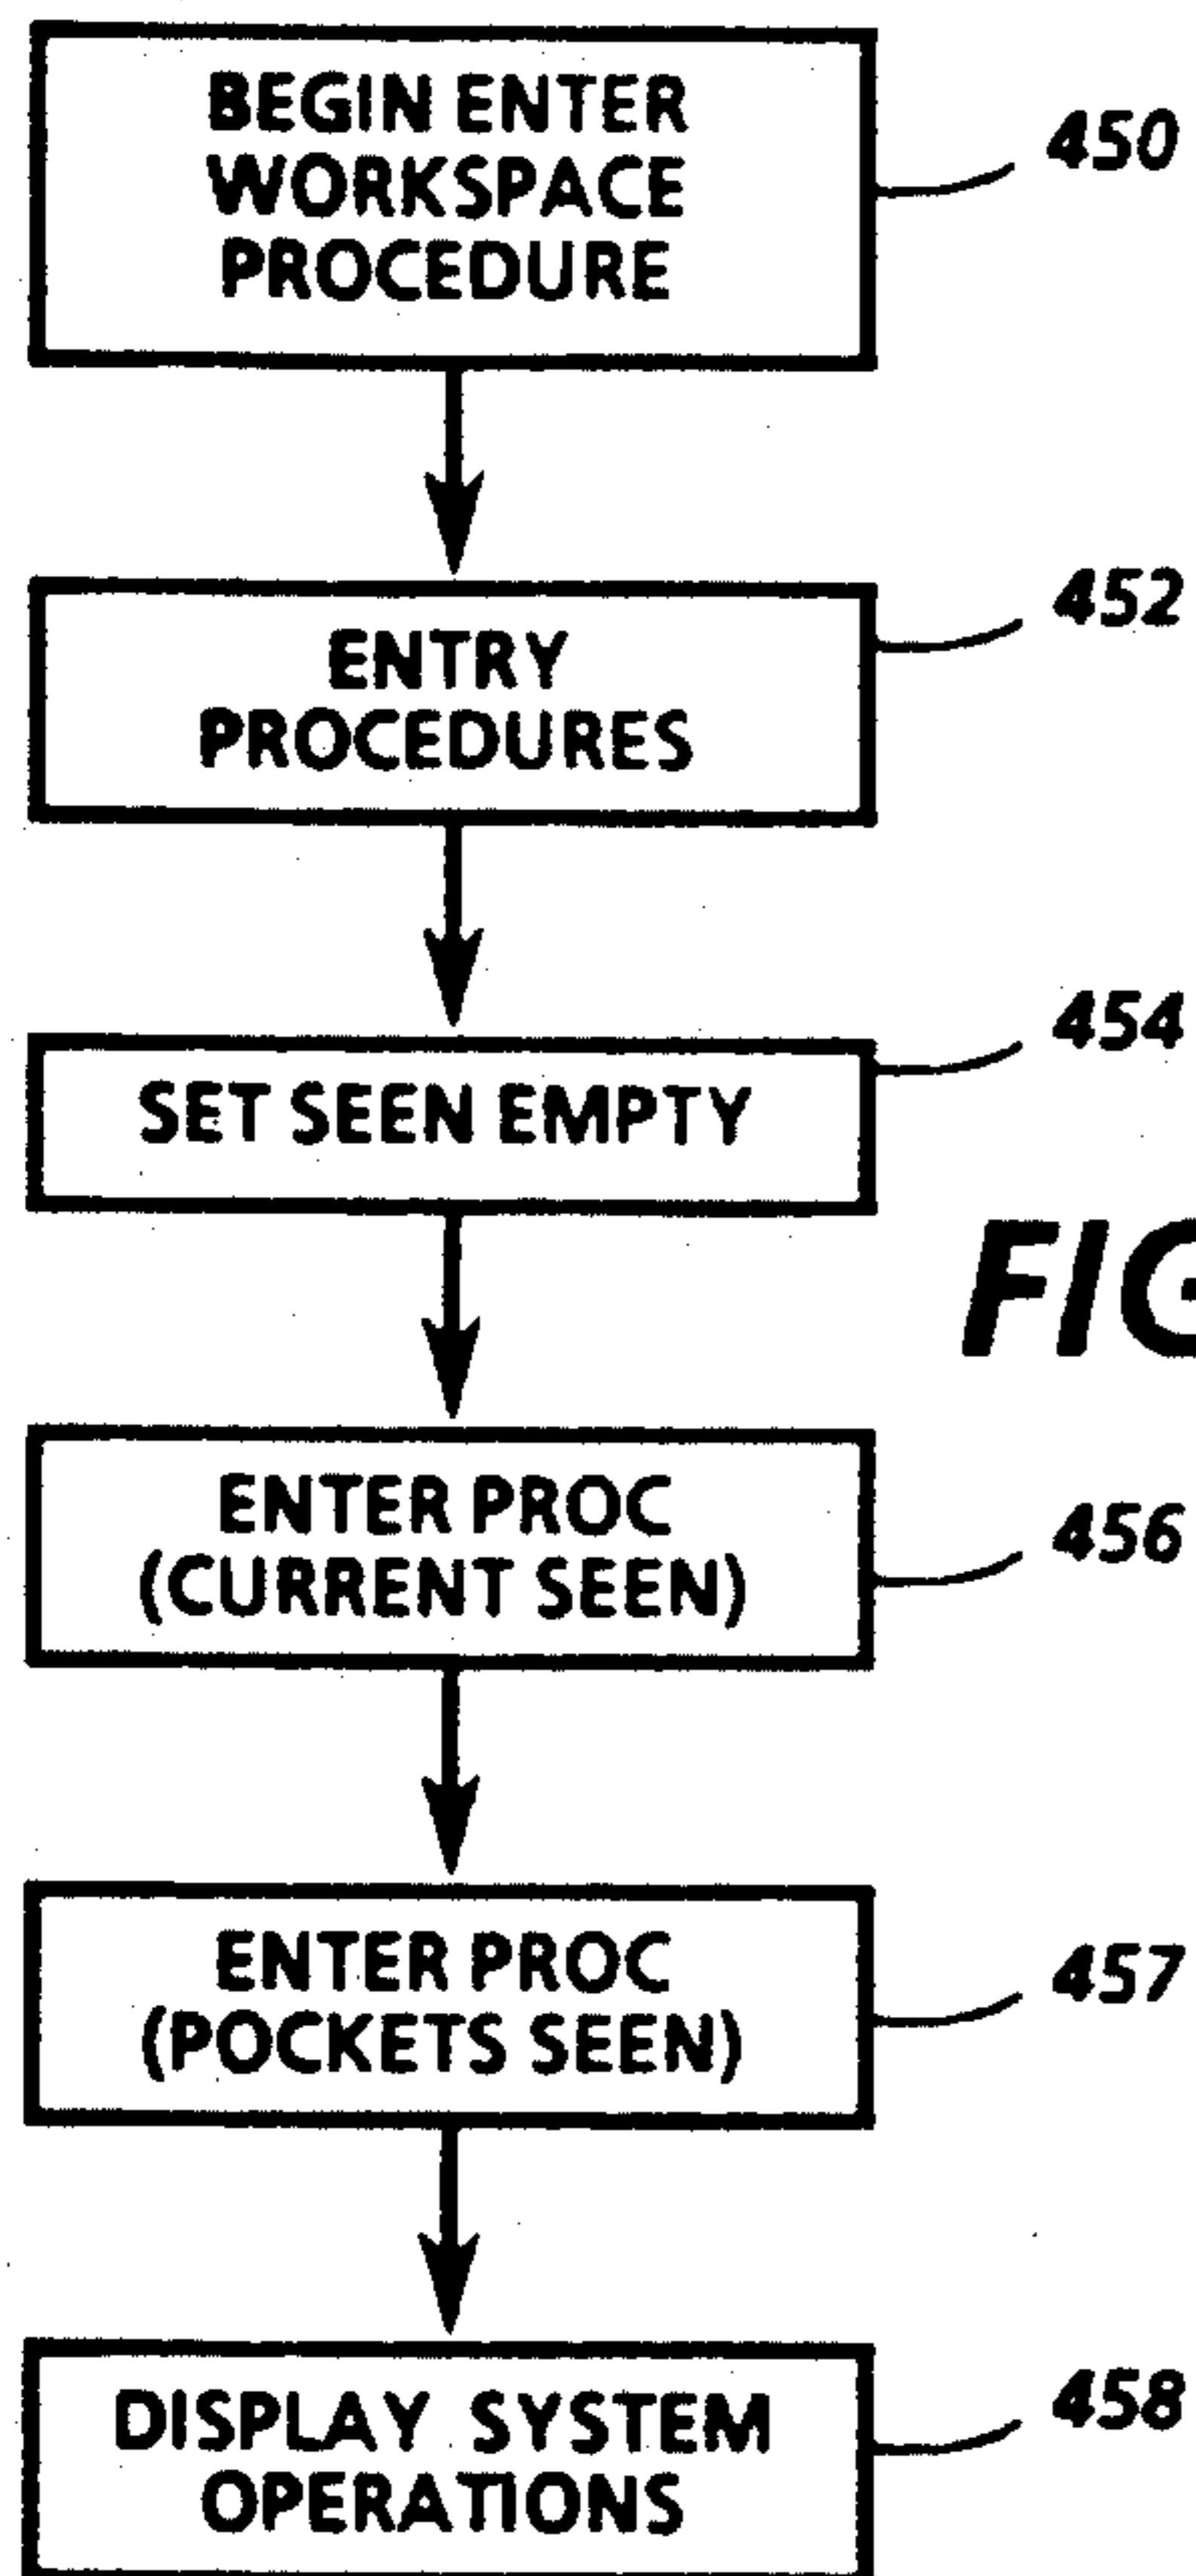 BEGIN ENTER
WORKSPACE
PROCEDURE
450
ENTRY
PROCEDURES
452
SET SEEN EMPTY
454
FIG
ENTER PROC
(CURRENT SEEN)
456
ENTER PROC
(POCKETS SEEN)
457
DISPLAY SYSTEM
OPERATIONS
458